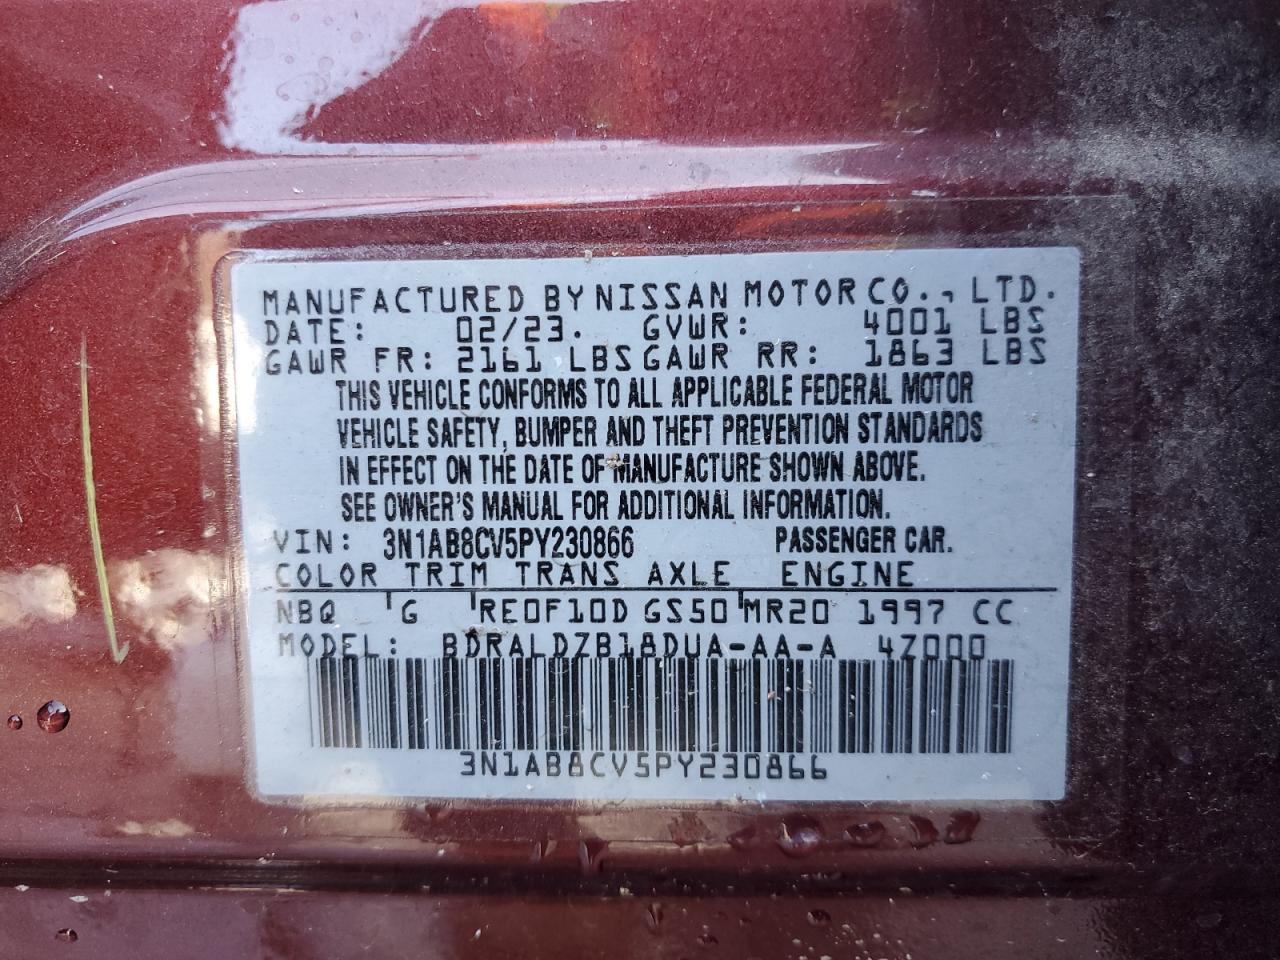 MANUFACTURED BY NISSAN MOTOR CO., LTD.
DATE: 02/23. GVWR: 4001 LBS
GAWR FR: 2161 LBS GAWR RR: 1863 LBS
THIS VEHICLE CONFORMS TO ALL APPLICABLE FEDERAL MOTOR
VEHICLE SAFETY, BUMPER AND THEFT PREVENTION STANDARDS
IN EFFECT ON THE DATE OF MANUFACTURE SHOWN ABOVE.
SEE OWNER'S MANUAL FOR ADDITIONAL INFORMATION.
VIN: 3N1AB8CV5PY230866 PASSENGER CAR.
COLOR TRIM TRANS AXLE ENGINE
NBQ G RE0F10D GS50 MR20 1997 CC
MODEL: BDRALDZB18DUA-AA-A 4Z000
3N1AB8CV5PY230866